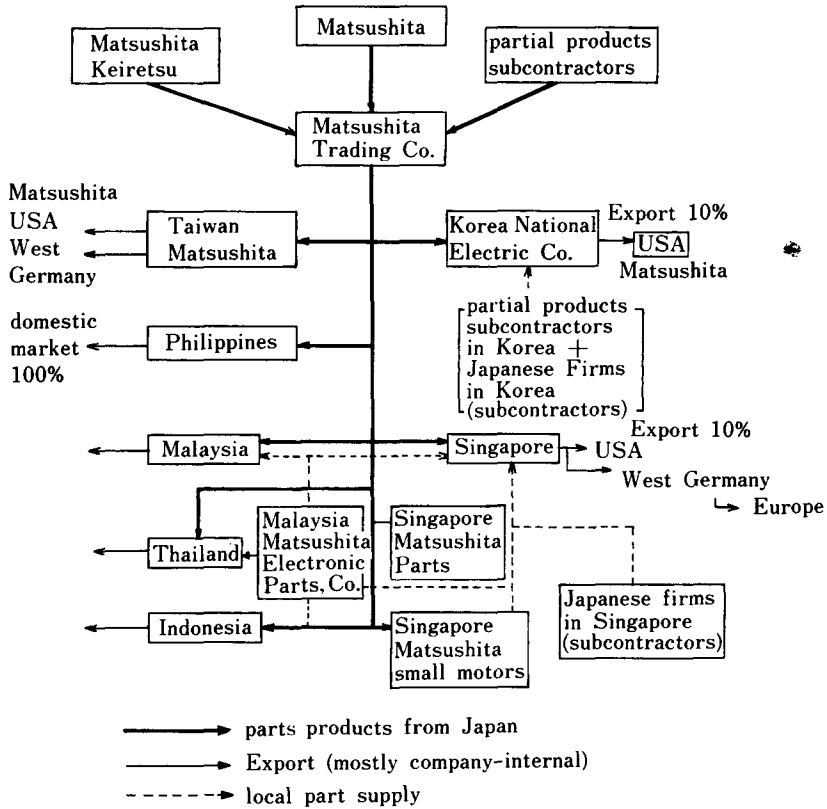 Matsushita
Keiretsu
Matsushita
partial products
subcontractors
Matsushita
Trading Co.
Matsushita
USA
West
Germany
Taiwan
Matsushita
Korea National
Electric Co.
Export 10%
USA
Matsushita
partial products
subcontractors
in Korea +
Japanese Firms
in Korea
(subcontractors)
domestic
market
100%
Philippines
Malaysia
Singapore
Export 10%
USA
West Germany
Europe
Thailand
Malaysia
Matsushita
Electronic
Parts, Co.
Singapore
Matsushita
Parts
Indonesia
Singapore
Matsushita
small motors
Japanese firms
in Singapore
(subcontractors)
parts products from Japan
Export (mostly company-internal)
local part supply